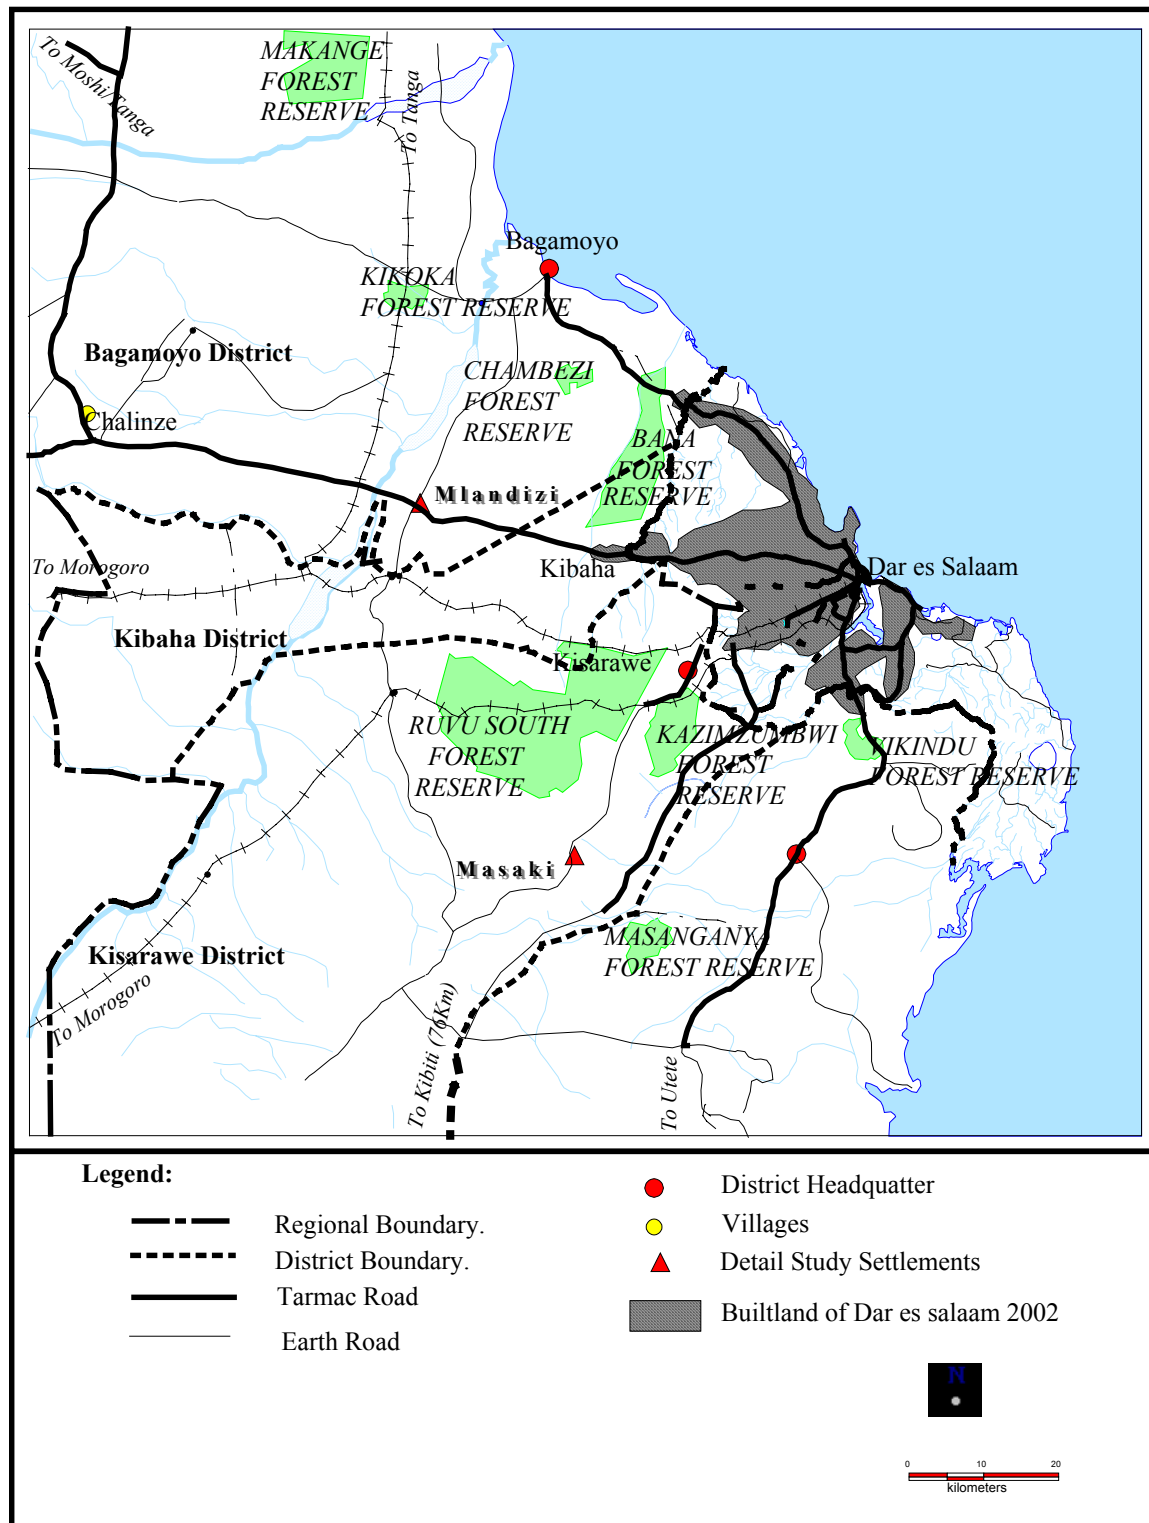 To Moshi/Tanga
MAKANGE
FOREST
RESERVE
To Tanga
Bagamoyo
KIKOKA
FOREST RESERVE
Bagamoyo District
CHAMBEZI
FOREST
RESERVE
Chalinze
BANA
FOREST
RESERVE
Mlandizi
To Morogoro
Kibaha
Dar es Salaam
Kibaha District
Kisarawe
RUVU SOUTH
FOREST
RESERVE
KAZIMZUMBWI
FOREST
RESERVE
VIKINDU
FOREST RESERVE
Masaki
MASANGANYA
FOREST RESERVE
Kisarawe District
To Morogoro
To Kibiti (76Km)
To Utete
Legend:
Regional Boundary.
District Boundary.
Tarmac Road
Earth Road
District Headquatter
Villages
Detail Study Settlements
Builtland of Dar es salaam 2002
N
0 10 20
kilometers